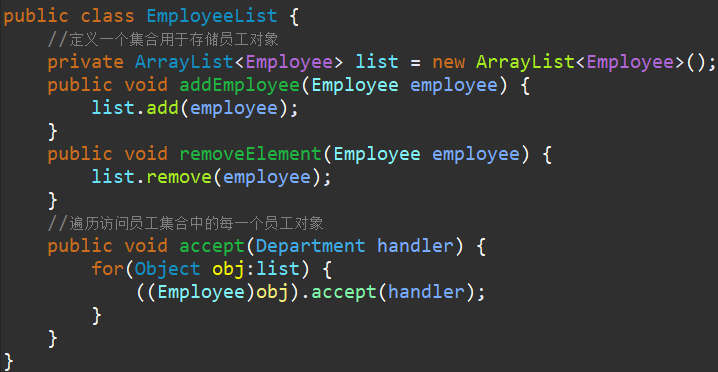 public class EmployeeList {
//定义一个集合用于存储员工对象
private ArrayList<Employee> list = new ArrayList<Employee>();
public void addEmployee(Employee employee) {
list.add(employee);
}
public void removeElement(Employee employee) {
list.remove(employee);
}
//遍历访问员工集合中的每一个员工对象
public void accept(Department handler) {
for(Object obj:list) {
((Employee)obj).accept(handler);
}
}
}